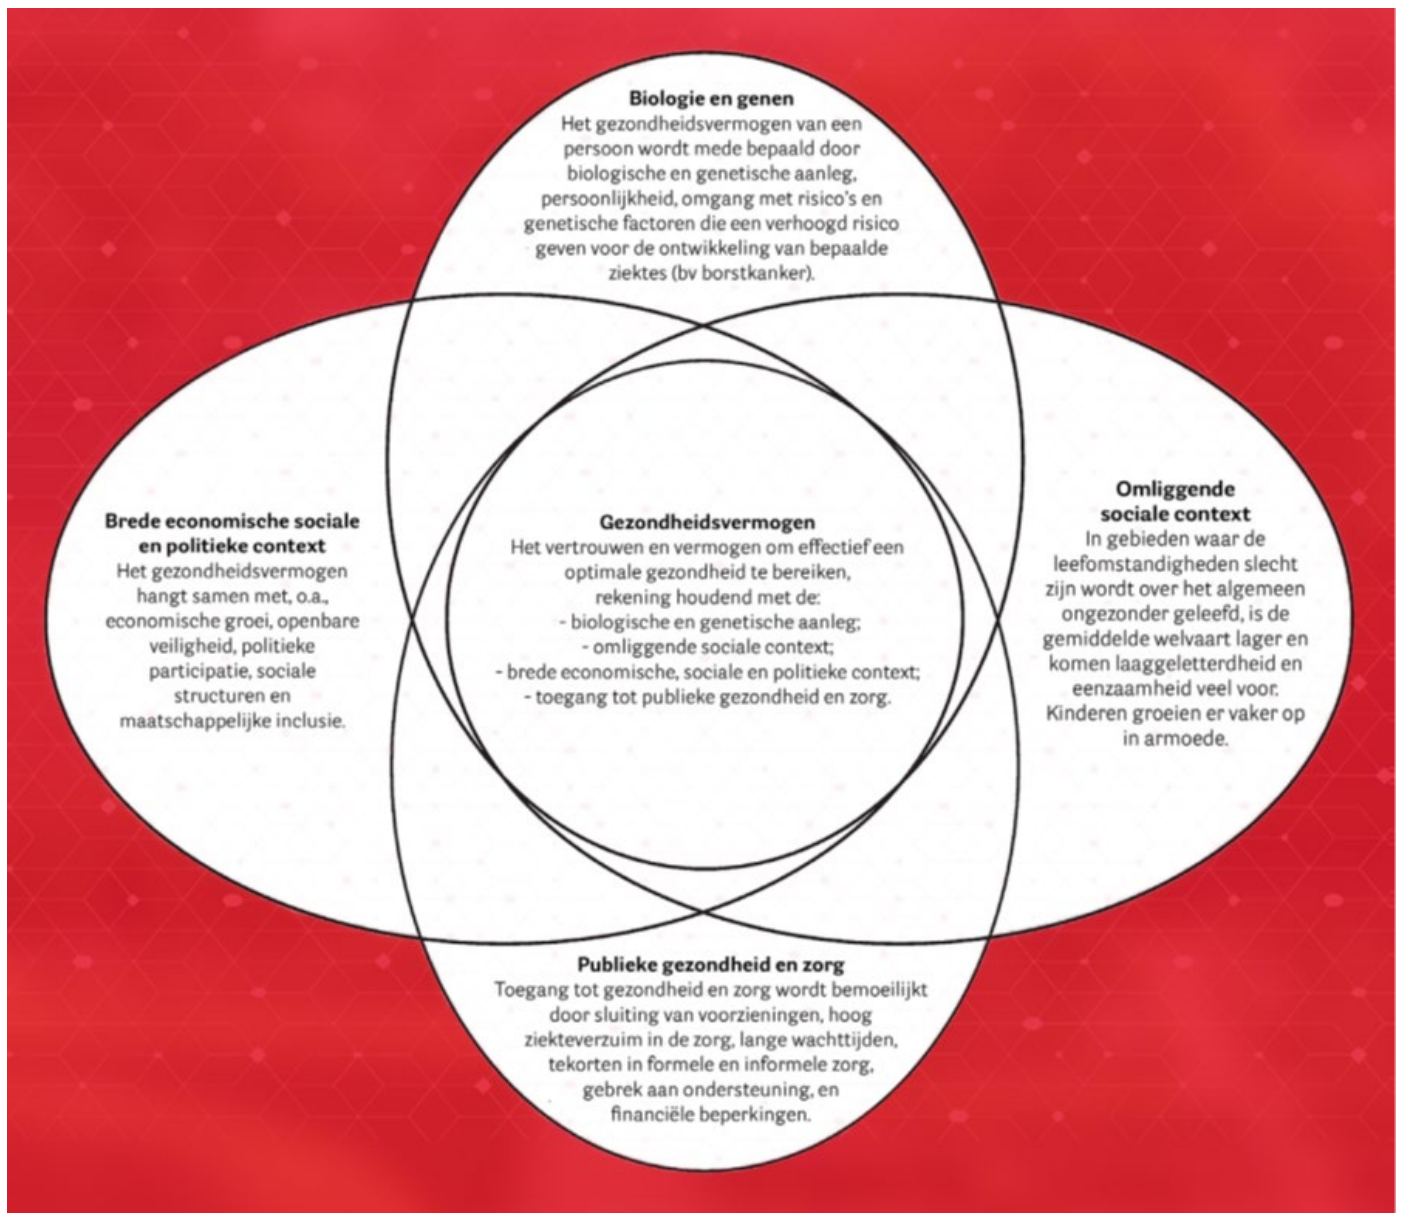 Biologie en genen
Het gezondheidsvermogen van een
persoon wordt mede bepaald door
biologische en genetische aanleg,
persoonlijkheid, omgang met risico's en
genetische factoren die een verhoogd risico
geven voor de ontwikkeling van bepaalde
ziektes (bv borstkanker).
Brede economische sociale
en politieke context
Het gezondheidsvermogen
hangt samen met, o.a.,
economische groei, openbare
veiligheid, politieke
participatie, sociale
structuren en
maatschappelijke inclusie.
Gezondheidsvermogen
Het vertrouwen en vermogen om effectief een
optimale gezondheid te bereiken,
rekening houdend met de:
- biologische en genetische aanleg;
- omliggende sociale context;
- brede economische, sociale en politieke context;
- toegang tot publieke gezondheid en zorg.
Omliggende
sociale context
In gebieden waar de
leefomstandigheden slecht
zijn wordt over het algemeen
ongezonder geleefd, is de
gemiddelde welvaart lager en
komen laaggeletterdheid en
eenzaamheid veel voor.
Kinderen groeien er vaker op
in armoede.
Publieke gezondheid en zorg
Toegang tot gezondheid en zorg wordt bemoeilijkt
door sluiting van voorzieningen, hoog
ziekteverzuim in de zorg, lange wachttijden,
tekorten in formele en informele zorg,
gebrek aan ondersteuning, en
financiële beperkingen.